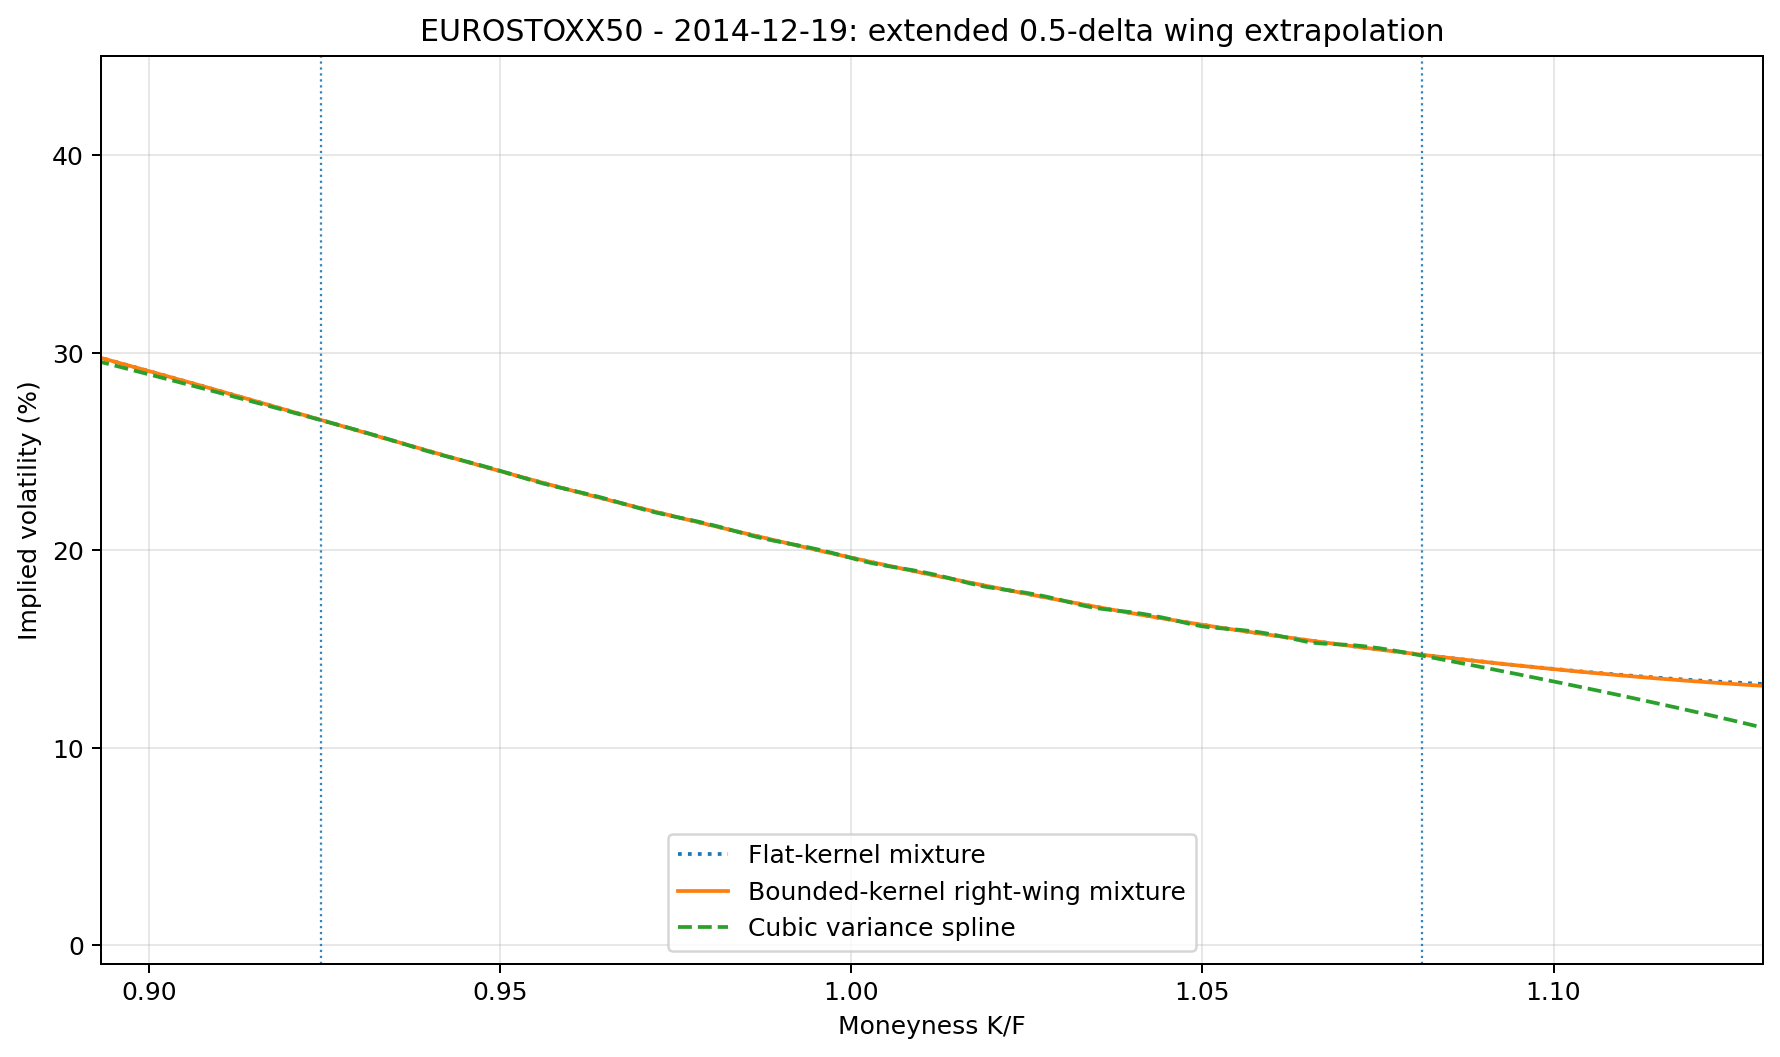 EUROSTOXX50 - 2014-12-19: extended 0.5-delta wing extrapolation
Implied volatility (%)
40
30
20
10
0
Flat-kernel mixture
Bounded-kernel right-wing mixture
Cubic variance spline
0.90
0.95
1.00
1.05
1.10
Moneyness K/F